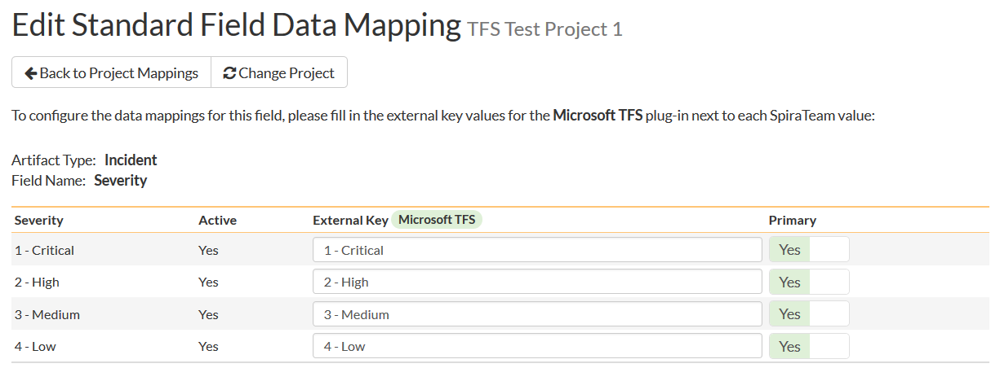 Edit Standard Field Data Mapping TFS Test Project 1
Back to Project Mappings Change Project
To configure the data mappings for this field, please fill in the external key values for the Microsoft TFS plug-in next to each SpiraTeam value:
Artifact Type: Incident
Field Name: Severity
Severity Active External Key Microsoft TFS Primary
1 - Critical Yes 1 - Critical Yes
2 - High Yes 2 - High Yes
3 - Medium Yes 3 - Medium Yes
4 - Low Yes 4 - Low Yes